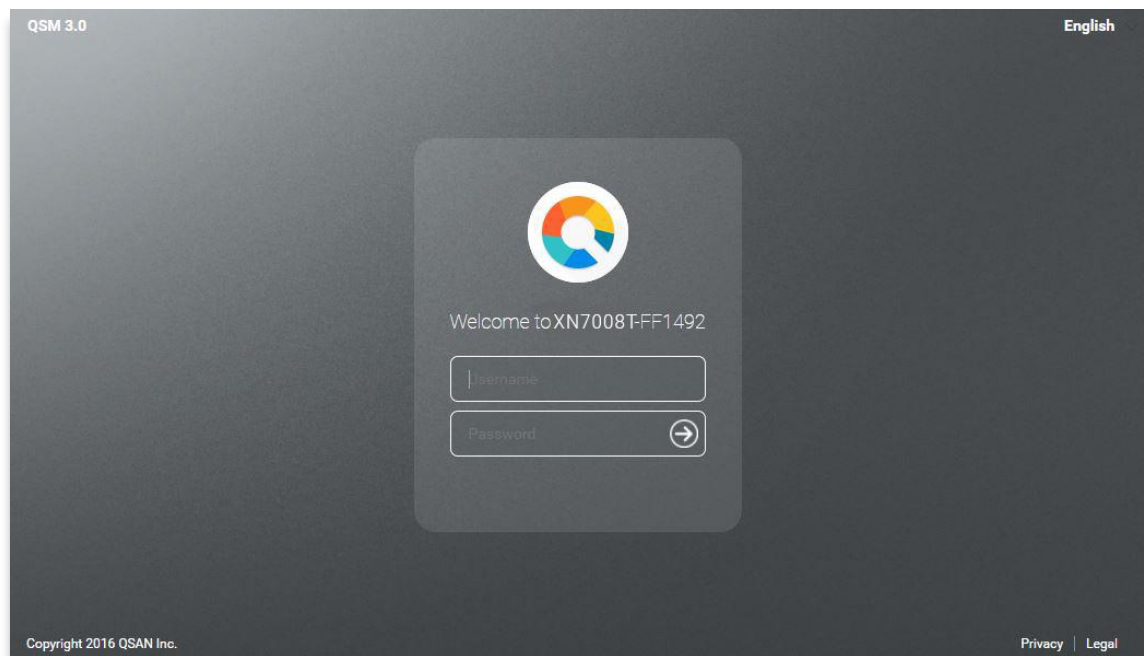 QSM 3.0
English
Welcome to XN7008T-FF1492
Username
Password
Copyright 2016 QSAN Inc.
Privacy | Legal